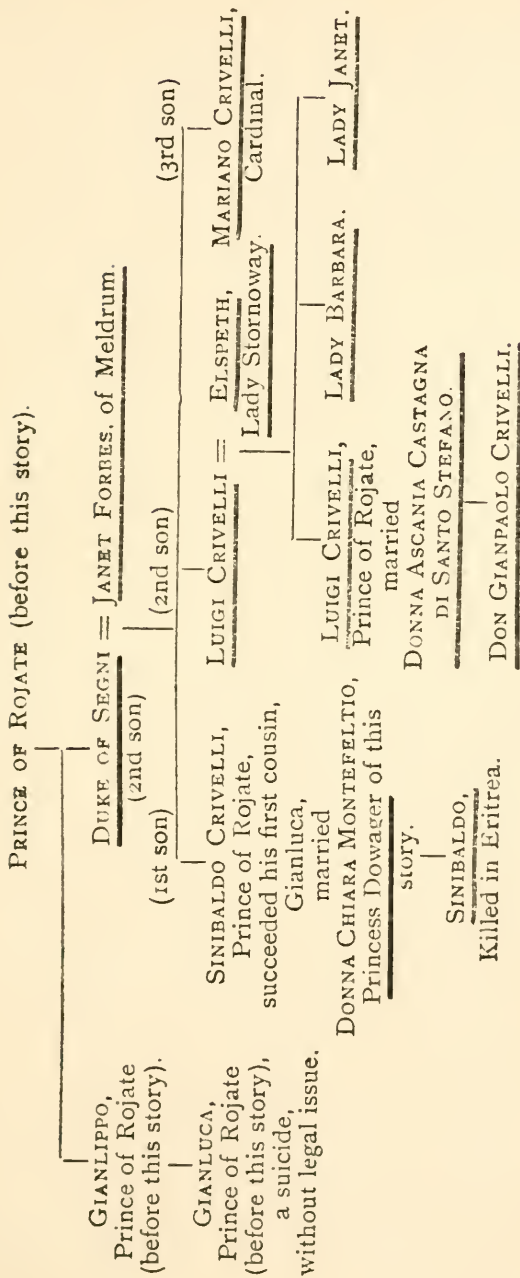 PRINCE OF ROJATE (before this story).
GIANLIPPO,
Prince of Rojate
(before this story).
GIANLUCA,
Prince of Rojate
(before this story),
a suicide,
without legal issue.
DUKE OF SEGNI = JANET FORBES, of Meldrum.
(2nd son)
(1st son)
SINIBALDO CRIVELLI,
Prince of Rojate,
succeeded his first cousin,
Gianluca,
married
DONNA CHIARA MONTEFELTIO,
Princess Dowager of this
story.
SINIBALDO,
Killed in Eritrea.
(2nd son)
LUIGI CRIVELLI = ELSPETH,
Lady Stornoway.
(3rd son)
MARIANO CRIVELLI,
Cardinal.
LUIGI CRIVELLI,
Prince of Rojate,
married
DONNA ASCANIA CASTAGNA
DI SANTO STEFANO.
DON GIANPAOLO CRIVELLI.
LADY BARBARA.
LADY JANET.